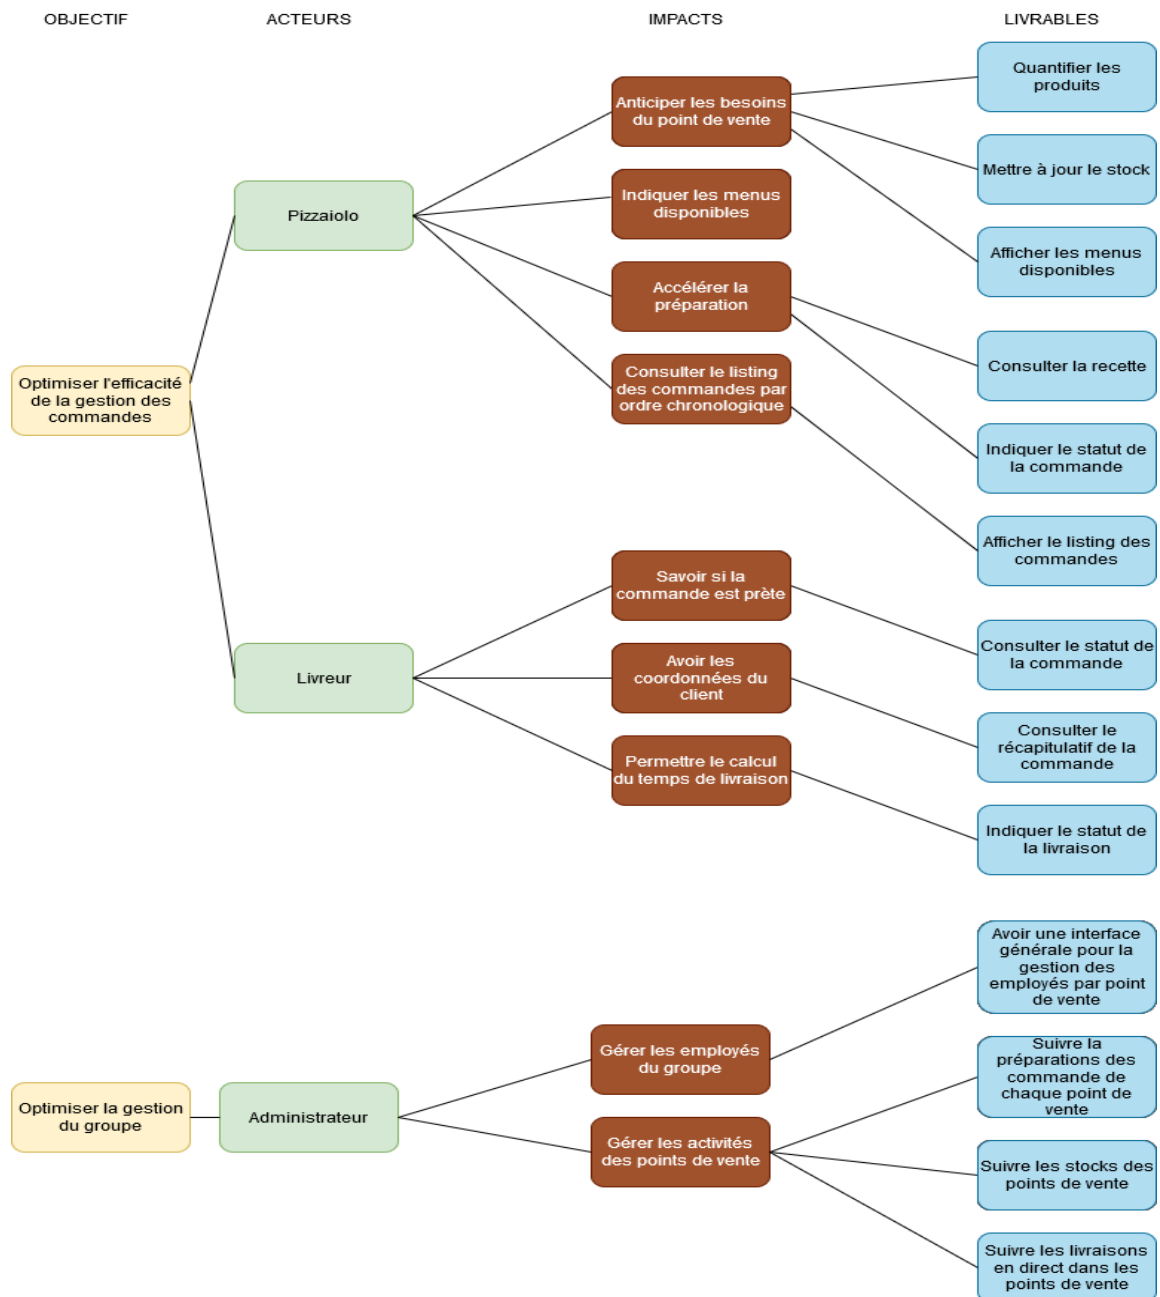 OBJECTIF
ACTEURS
IMPACTS
LIVRABLES
Quantifier les
produits
Anticiper les besoins
du point de vente
Mettre à jour le stock
Pizzaiolo
Indiquer les menus
disponibles
Afficher les menus
disponibles
Accélérer la
préparation
Consulter la recette
Optimiser l'efficacité
de la gestion des
commandes
Consulter le listing
des commandes par
ordre chronologique
Indiquer le statut de
la commande
Afficher le listing des
commandes
Savoir si la
commande est prète
Consulter le statut de
la commande
Livreur
Avoir les
coordonnées du
client
Consulter le
récapitulatif de la
commande
Permettre le calcul
du temps de livraison
Indiquer le statut de
la livraison
Avoir une interface
générale pour la
gestion des
employés par point
de vente
Gérer les employés
du groupe
Suivre la
préparations des
commande de
chaque point de
vente
Optimiser la gestion
du groupe
Administrateur
Gérer les activités
des points de vente
Suivre les stocks des
points de vente
Suivre les livraisons
en direct dans les
points de vente